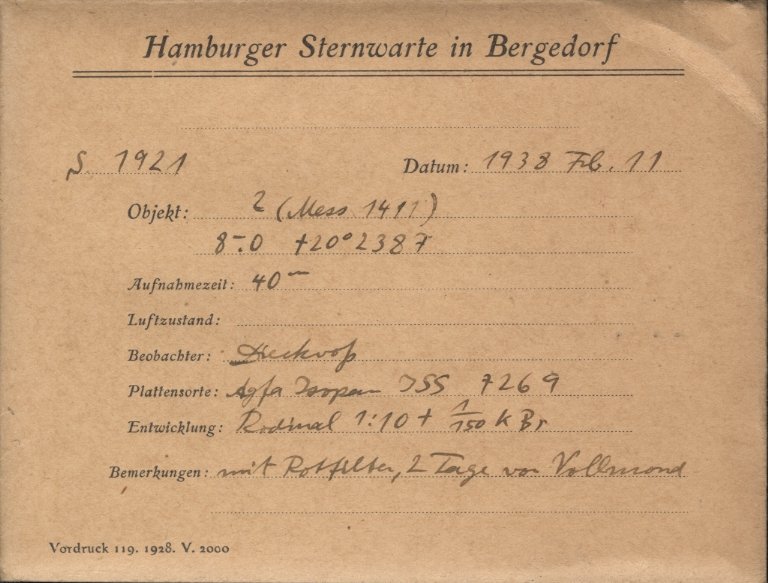 Hamburger Sternwarte in Bergedorf
S. 1921 Datum: 1938 Feb. 11
Objekt: 2 (Mess 1411)
8m.0 +20° 2387
Aufnahmezeit: 40m
Luftzustand:
Beobachter: Dieckvoß
Plattensorte: Agfa Isopan ISS 7269
Entwicklung: Rodinal 1:10 + 1/150 KBr
Bemerkungen: mit Rotfilter, 2 Tage vor Vollmond
Vordruck 119. 1928. V. 2000